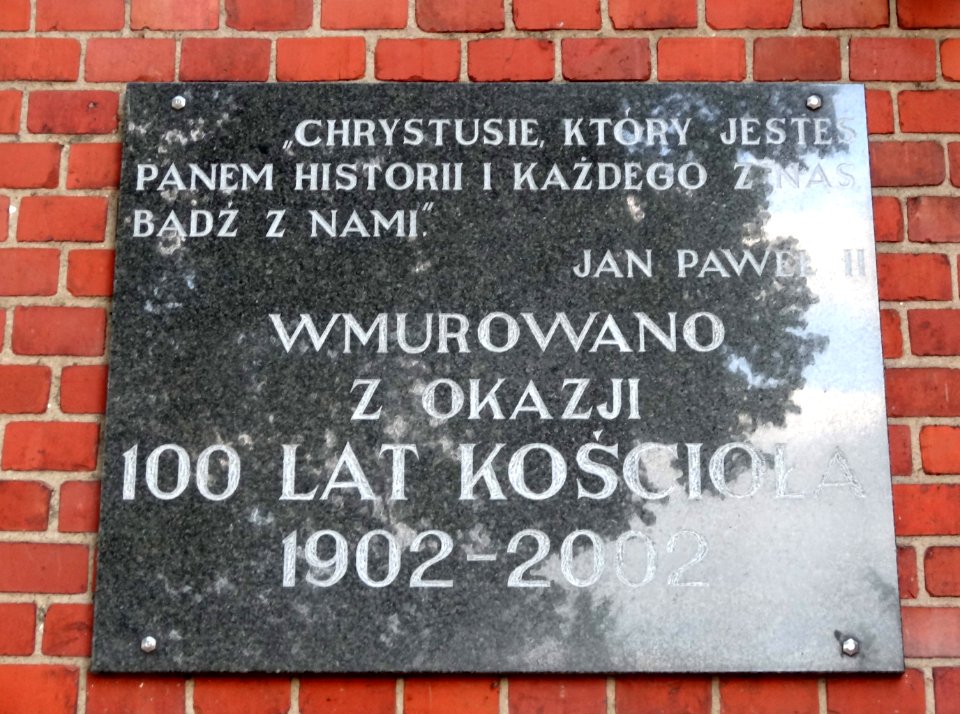 „CHRYSTUSIE, KTÓRY JESTEŚ
PANEM HISTORII I KAŻDEGO Z NAS
BĄDŹ Z NAMI.”
JAN PAWEŁ II
WMUROWANO
Z OKAZJI
100 LAT KOŚCIOŁA
1902-2002